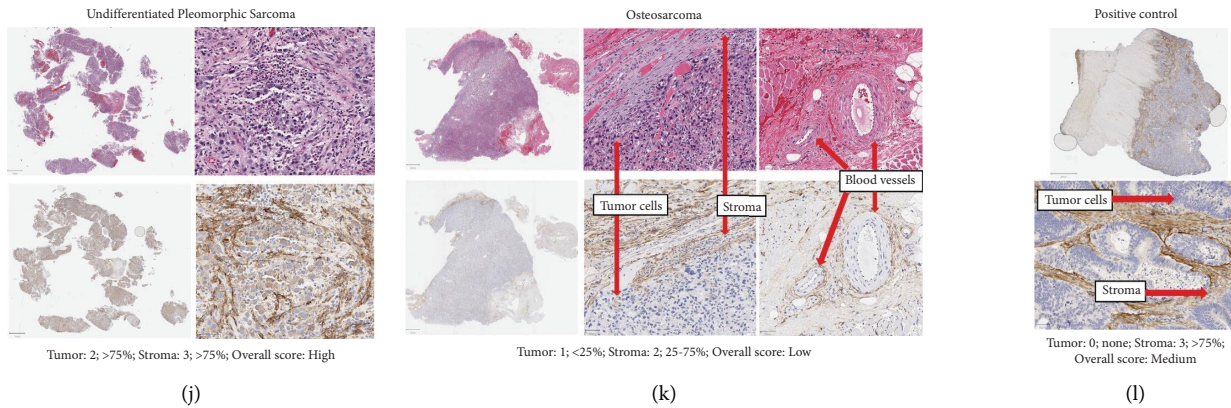 Undifferentiated Pleomorphic Sarcoma
Osteosarcoma
Positive control
Tumor cells
Stroma
Blood vessels
Tumor cells
Stroma
Tumor: 2; >75%; Stroma: 3; >75%; Overall score: High
Tumor: 1; <25%; Stroma: 2; 25-75%; Overall score: Low
Tumor: 0; none; Stroma: 3; >75%;
Overall score: Medium
(j)
(k)
(l)